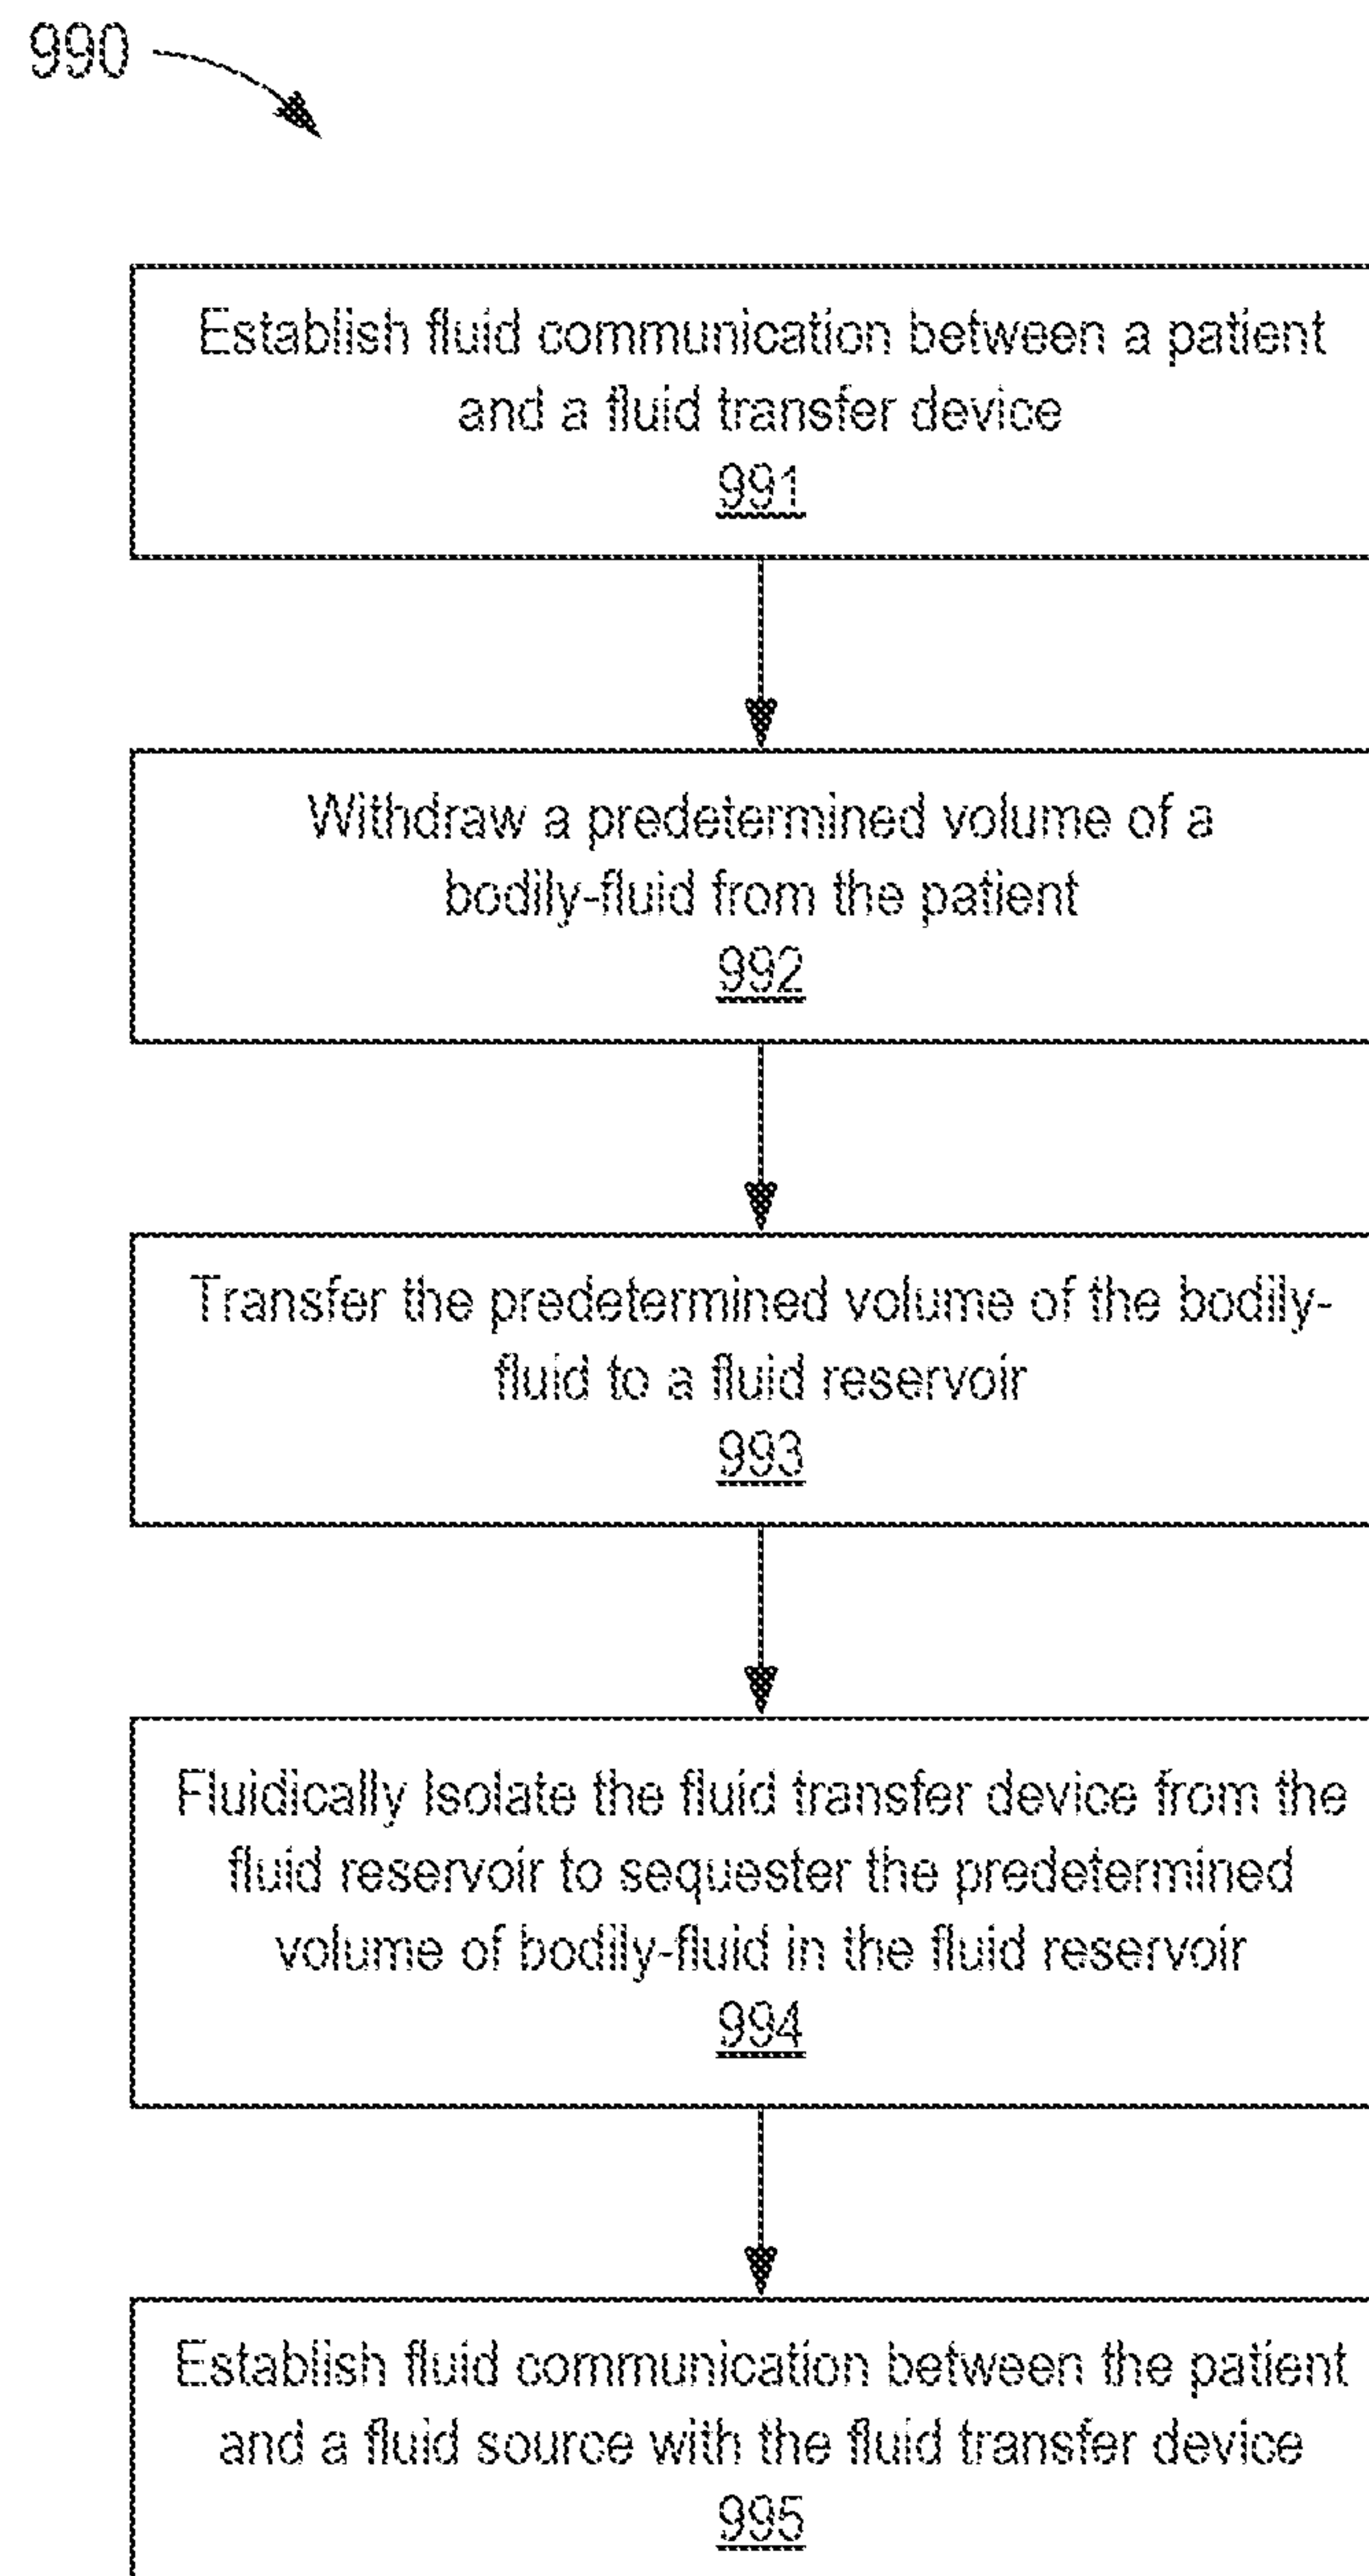 990
Establish fluid communication between a patient
and a fluid transfer device
991
Withdraw a predetermined volume of a
bodily-fluid from the patient
992
Transfer the predetermined volume of the bodily-
fluid to a fluid reservoir
993
Fluidically Isolate the fluid transfer device from the
fluid reservoir to sequester the predetermined
volume of bodily-fluid in the fluid reservoir
994
Establish fluid communication between the patient
and a fluid source with the fluid transfer device
995